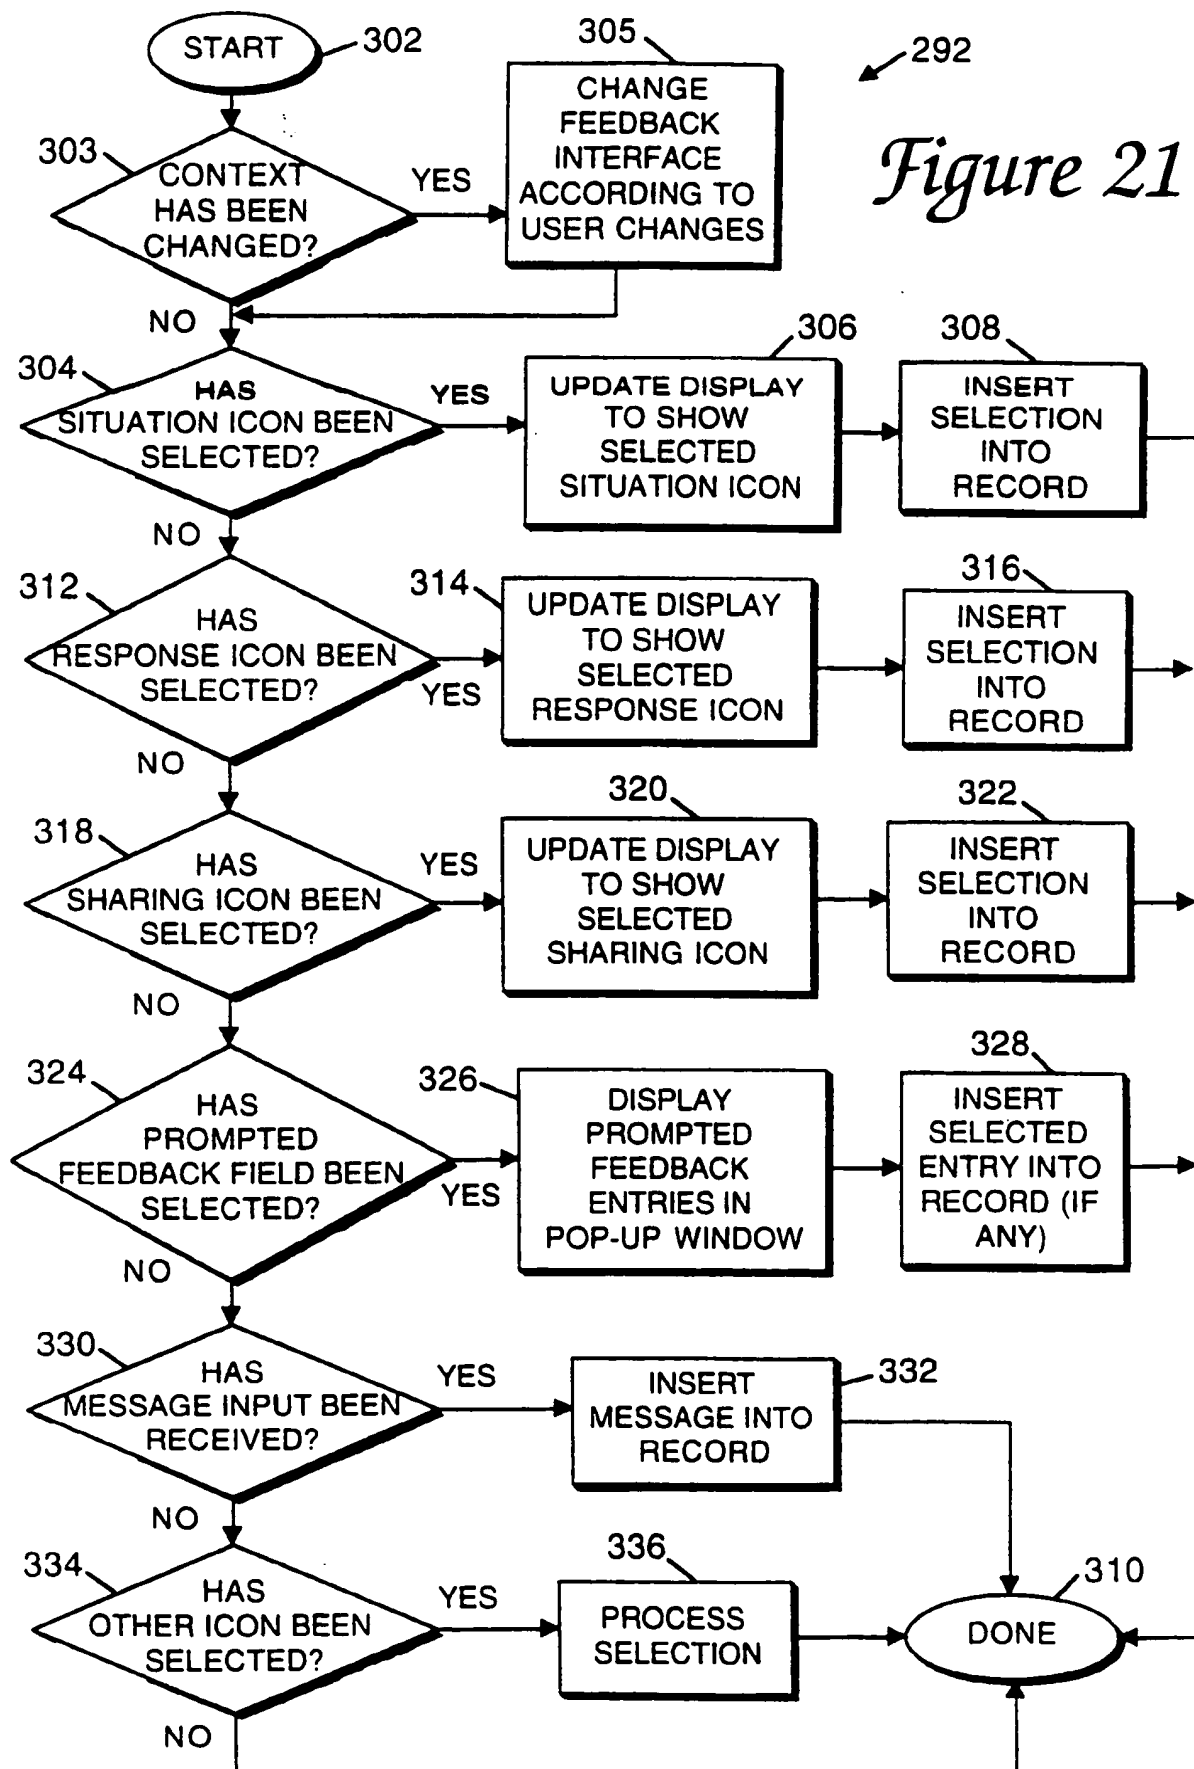 START
302
305
292
Figure 21
CHANGE
FEEDBACK
INTERFACE
ACCORDING TO
USER CHANGES
303
CONTEXT
HAS BEEN
CHANGED?
YES
NO
304
HAS
SITUATION ICON BEEN
SELECTED?
YES
306
UPDATE DISPLAY
TO SHOW
SELECTED
SITUATION ICON
308
INSERT
SELECTION
INTO
RECORD
NO
312
HAS
RESPONSE ICON BEEN
SELECTED?
YES
314
UPDATE DISPLAY
TO SHOW
SELECTED
RESPONSE ICON
316
INSERT
SELECTION
INTO
RECORD
NO
318
HAS
SHARING ICON BEEN
SELECTED?
YES
320
UPDATE DISPLAY
TO SHOW
SELECTED
SHARING ICON
322
INSERT
SELECTION
INTO
RECORD
NO
324
HAS
PROMPTED
FEEDBACK FIELD BEEN
SELECTED?
YES
326
DISPLAY
PROMPTED
FEEDBACK
ENTRIES IN
POP-UP WINDOW
328
INSERT
SELECTED
ENTRY INTO
RECORD (IF
ANY)
NO
330
HAS
MESSAGE INPUT BEEN
RECEIVED?
YES
INSERT
MESSAGE INTO
RECORD
332
NO
334
HAS
OTHER ICON BEEN
SELECTED?
YES
336
PROCESS
SELECTION
310
DONE
NO